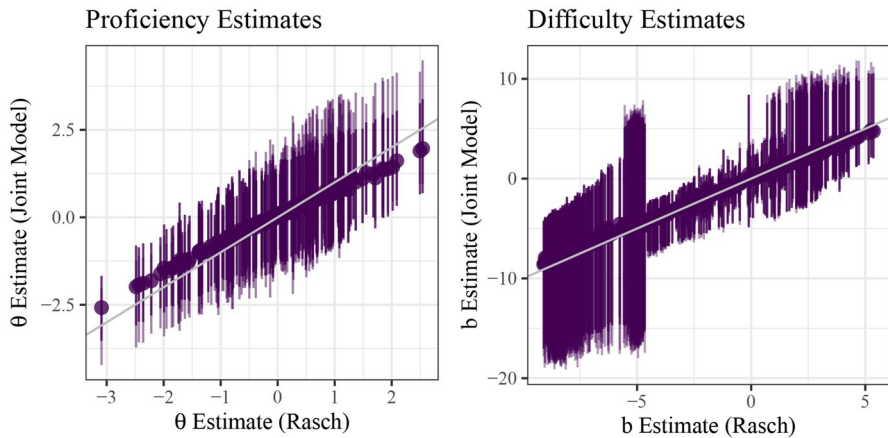 Proficiency Estimates
θ Estimate (Joint Model)
2.5
0.0
−2.5
−3
−2
−1
0
1
2
θ Estimate (Rasch)
Difficulty Estimates
b Estimate (Joint Model)
10
0
−10
−20
−5
0
5
b Estimate (Rasch)